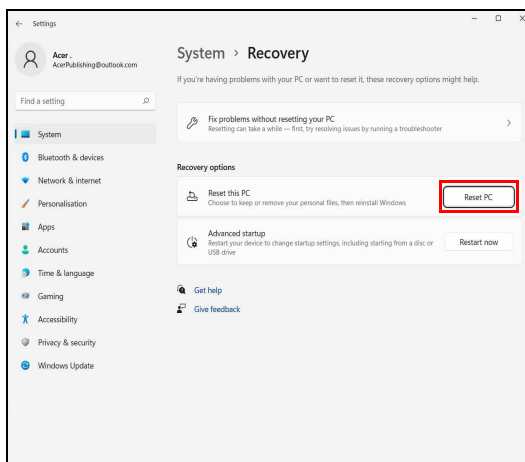 Settings
Acer .
AcerPublishing@outlook.com
Find a setting
System
Bluetooth & devices
Network & internet
Personalisation
Apps
Accounts
Time & language
Gaming
Accessibility
Privacy & security
Windows Update
System > Recovery
If you're having problems with your PC or want to reset it, these recovery options might help.
Fix problems without resetting your PC
Resetting can take a while — first, try resolving issues by running a troubleshooter
Recovery options
Reset this PC
Choose to keep or remove your personal files, then reinstall Windows
Reset PC
Advanced startup
Restart your device to change startup settings, including starting from a disc or
USB drive
Restart now
Get help
Give feedback